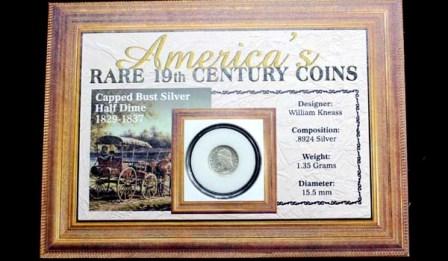 America's
RARE 19th CENTURY COINS
Capped Bust Silver
Half Dime
1829-1837
Designer:
William Kneass
Composition:
.8924 Silver
Weight:
1.35 Grams
Diameter:
15.5 mm